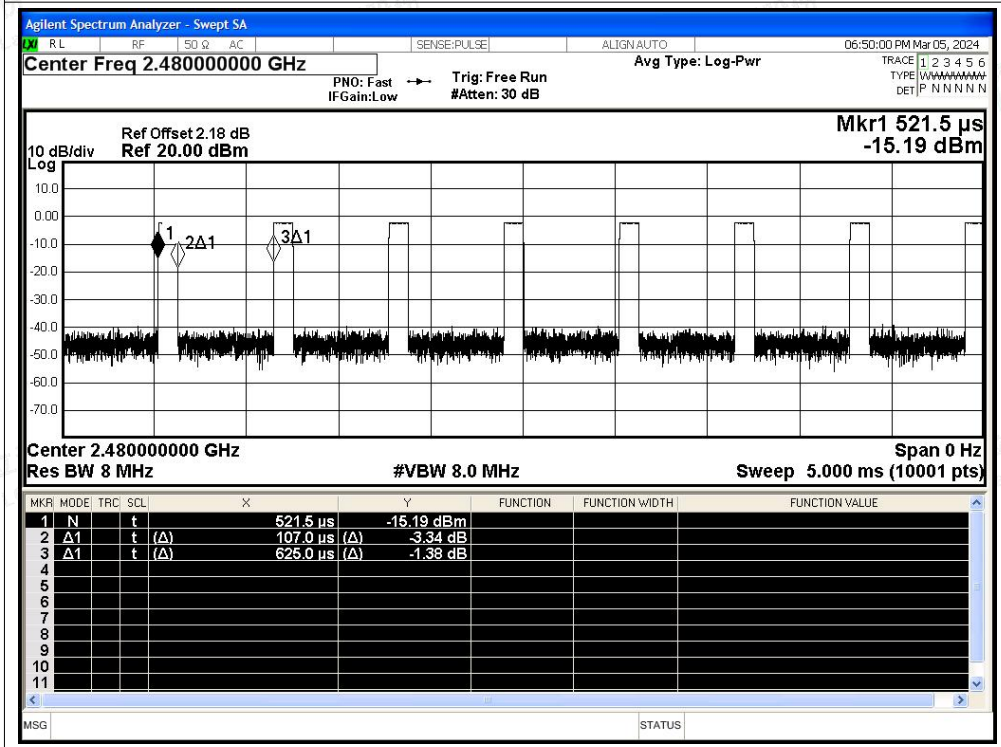 Agilent Spectrum Analyzer - Swept SA
LXI RL RF 50 Ω AC SENSE:PULSE ALIGN AUTO 06:50:00 PM Mar 05, 2024
Center Freq 2.480000000 GHz
PNO: Fast
IFGain:Low
Trig: Free Run
#Atten: 30 dB
Avg Type: Log-Pwr
TRACE 1 2 3 4 5 6
TYPE
DET P N N N N N
Mkr1 521.5 µs
-15.19 dBm
Ref Offset 2.18 dB
10 dB/div Ref 20.00 dBm
Log
10.0
0.00
-10.0
-20.0
-30.0
-40.0
-50.0
-60.0
-70.0
1
2Δ1
3Δ1
Center 2.480000000 GHz Span 0 Hz
Res BW 8 MHz #VBW 8.0 MHz Sweep 5.000 ms (10001 pts)
MKR MODE TRC SCL X Y FUNCTION FUNCTION WIDTH FUNCTION VALUE
1 N t 521.5 µs -15.19 dBm
2 Δ1 t (Δ) 107.0 µs (Δ) -3.34 dB
3 Δ1 t (Δ) 625.0 µs (Δ) -1.38 dB
4
5
6
7
8
9
10
11
MSG STATUS